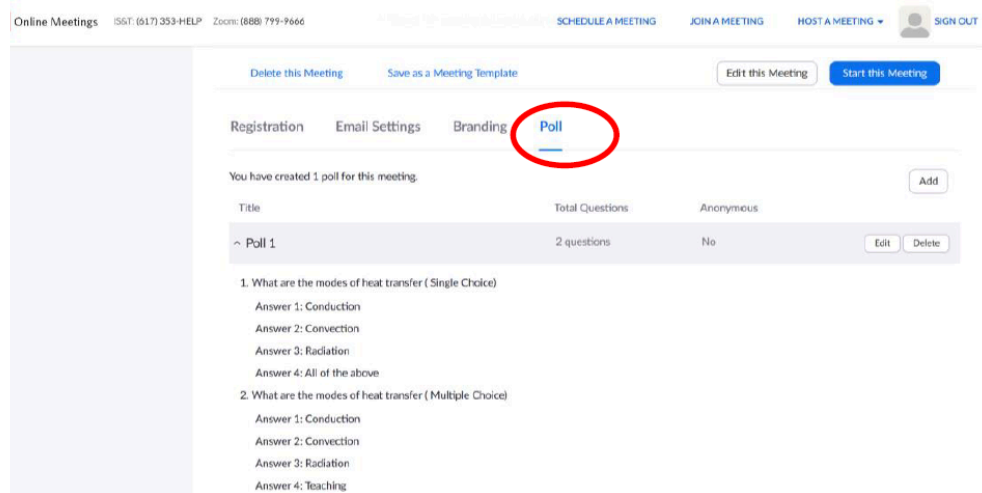 Online Meetings IS&T: (617) 353-HELP Zoom: (888) 799-9666 SCHEDULE A MEETING JOIN A MEETING HOST A MEETING SIGN OUT
Delete this Meeting Save as a Meeting Template Edit this Meeting Start this Meeting
Registration Email Settings Branding Poll
You have created 1 poll for this meeting. Add
Title Total Questions Anonymous
Poll 1 2 questions No Edit Delete
1. What are the modes of heat transfer ( Single Choice)
Answer 1: Conduction
Answer 2: Convection
Answer 3: Radiation
Answer 4: All of the above
2. What are the modes of heat transfer ( Multiple Choice)
Answer 1: Conduction
Answer 2: Convection
Answer 3: Radiation
Answer 4: Teaching